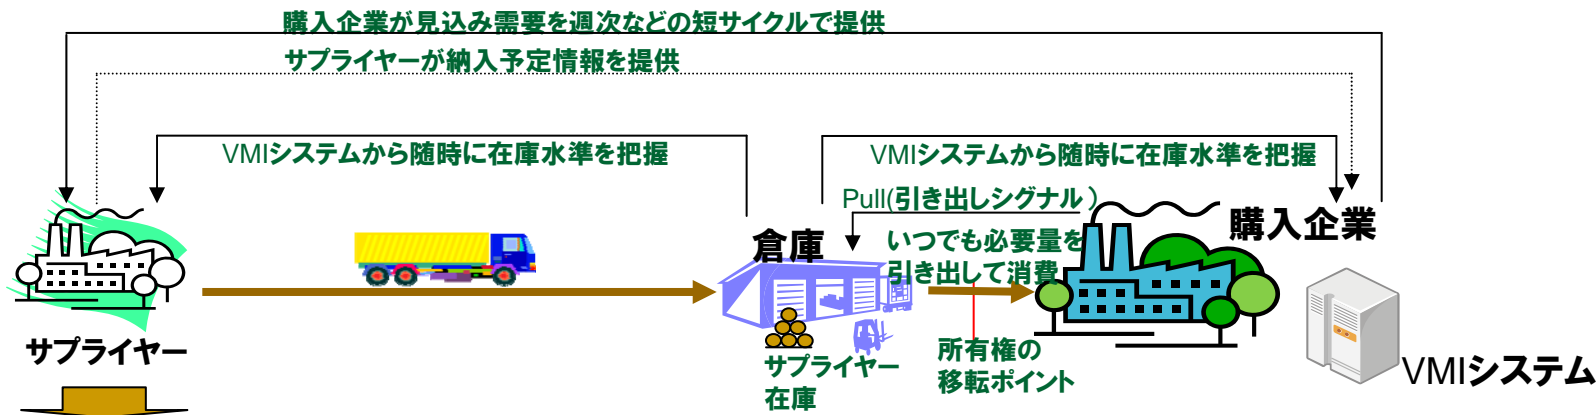 購入企業が見込み需要を週次などの短サイクルで提供
サプライヤーが納入予定情報を提供
VMIシステムから随時に在庫水準を把握
VMIシステムから随時に在庫水準を把握
Pull(引き出しシグナル)
購入企業
倉庫
いつでも必要量を
引き出して消費
サプライヤー
サプライヤー
在庫
所有権の
移転ポイント
VMIシステム